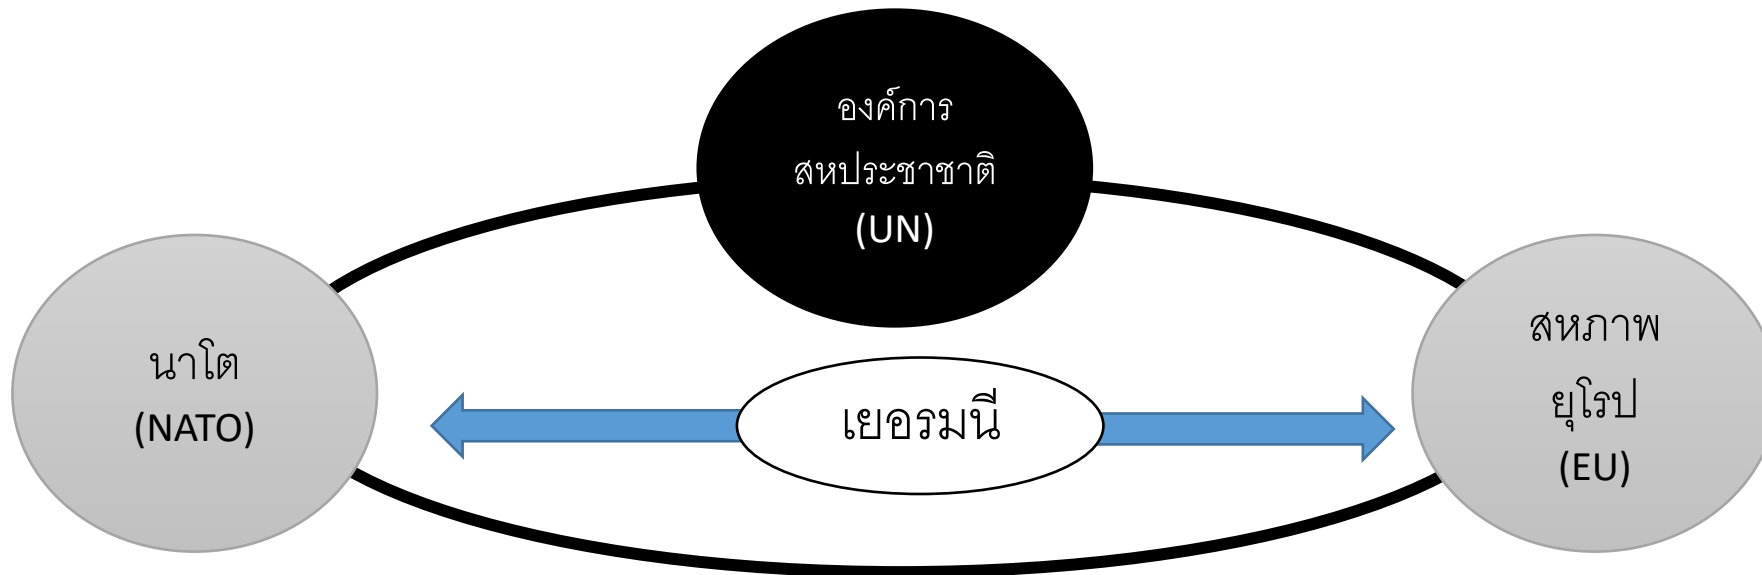 องค์การ
สหประชาชาติ
(UN)
นาโต
(NATO)
เยอรมนี
สหภาพ
ยุโรป
(EU)